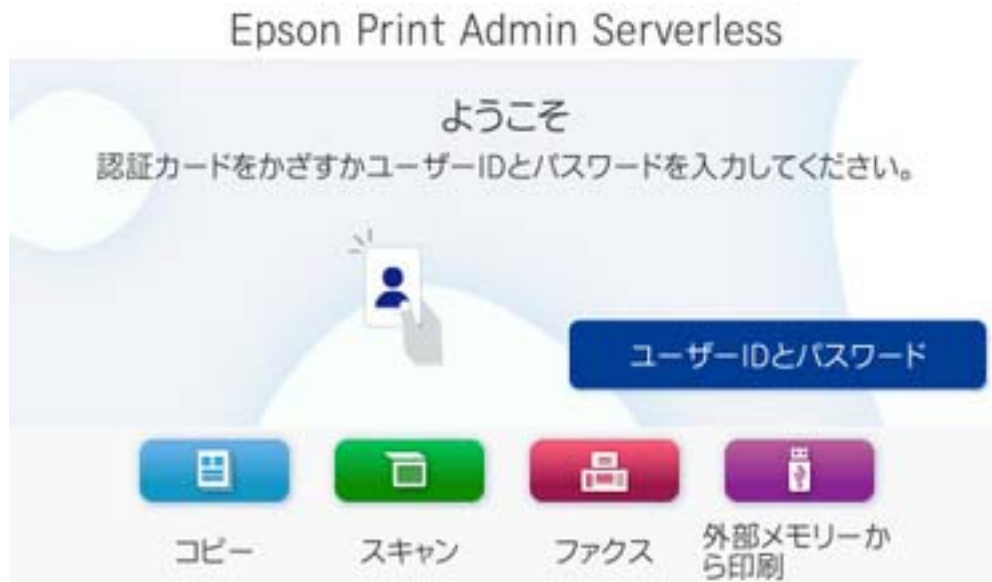 Epson Print Admin Serverless
ようこそ
認証カードをかざすかユーザーIDとパスワードを入力してください。
ユーザーIDとパスワード
コピー
スキャン
ファクス
外部メモリーか
ら印刷